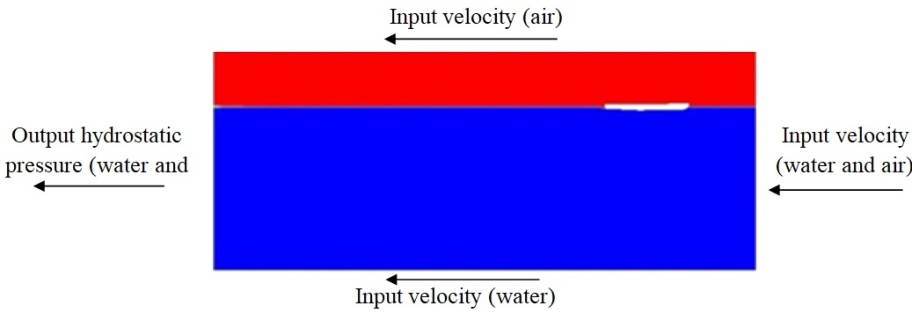 Input velocity (air)
Output hydrostatic
pressure (water and
Input velocity
(water and air)
Input velocity (water)